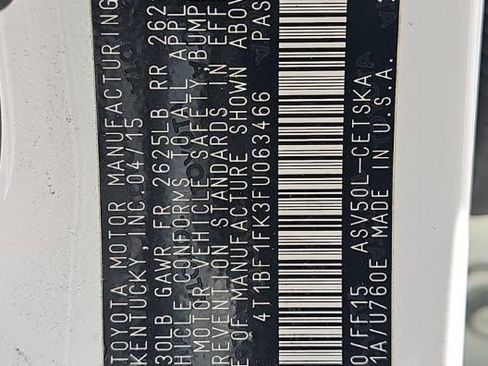 TOYOTA MOTOR MANUFACTURING
KENTUCKY, INC. 04/15
30LB GAWR FR 2625LB RR 262
HICLE CONFORMS TO ALL APPL
MOTOR VEHICLE SAFETY, BUMP
REVENTION STANDARDS IN EFF
E OF MANUFACTURE SHOWN ABOV
4T1BF1FK3FU063466 PAS
0/FF15 ASV50L-CETSKA
1A/U760E MADE IN U.S.A.